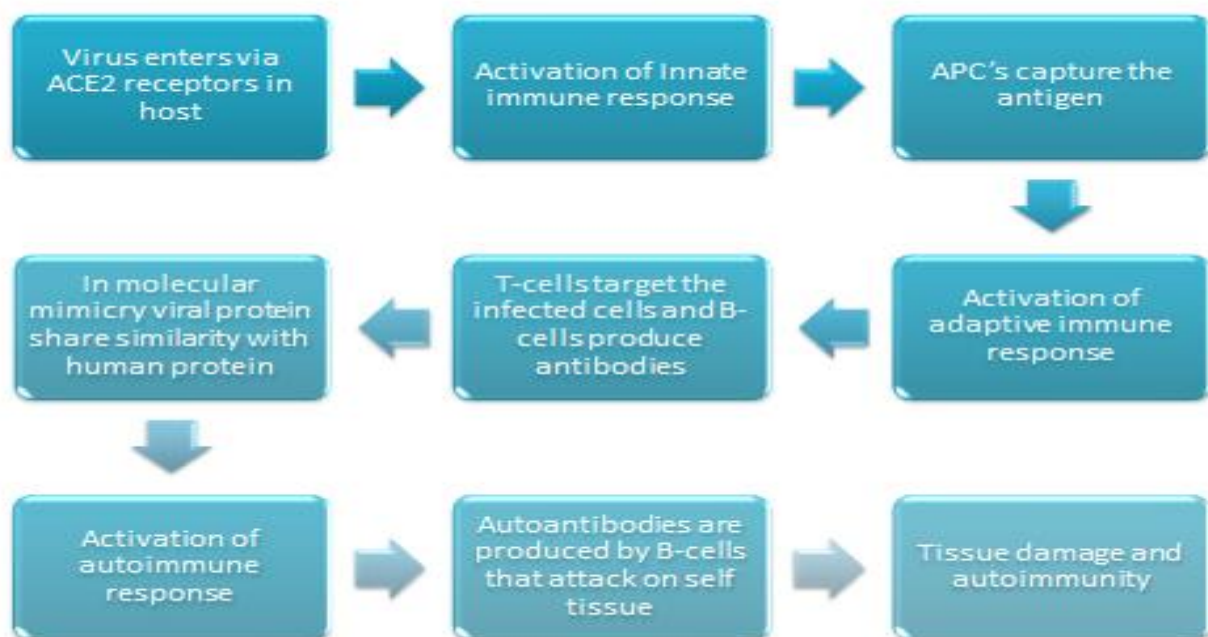 Virus enters via
ACE2 receptors in
host
Activation of Innate
immune response
APC's capture the
antigen
Activation of
adaptive immune
response
T-cells target the
infected cells and B-
cells produce
antibodies
In molecular
mimicry viral protein
share similarity with
human protein
Activation of
autoimmune
response
Autoantibodies are
produced by B-cells
that attack on self
tissue
Tissue damage and
autoimmunity